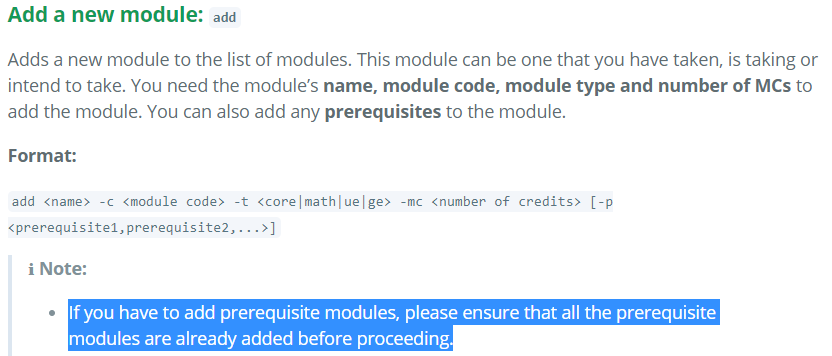 Add a new module: add
Adds a new module to the list of modules. This module can be one that you have taken, is taking or
intend to take. You need the module’s name, module code, module type and number of MCs to
add the module. You can also add any prerequisites to the module.
Format:
add <name> -c <module code> -t <core|math|ue|ge> -mc <number of credits> [-p
<prerequisite1,prerequisite2,...>]
ℹ Note:
• If you have to add prerequisite modules, please ensure that all the prerequisite
modules are already added before proceeding.